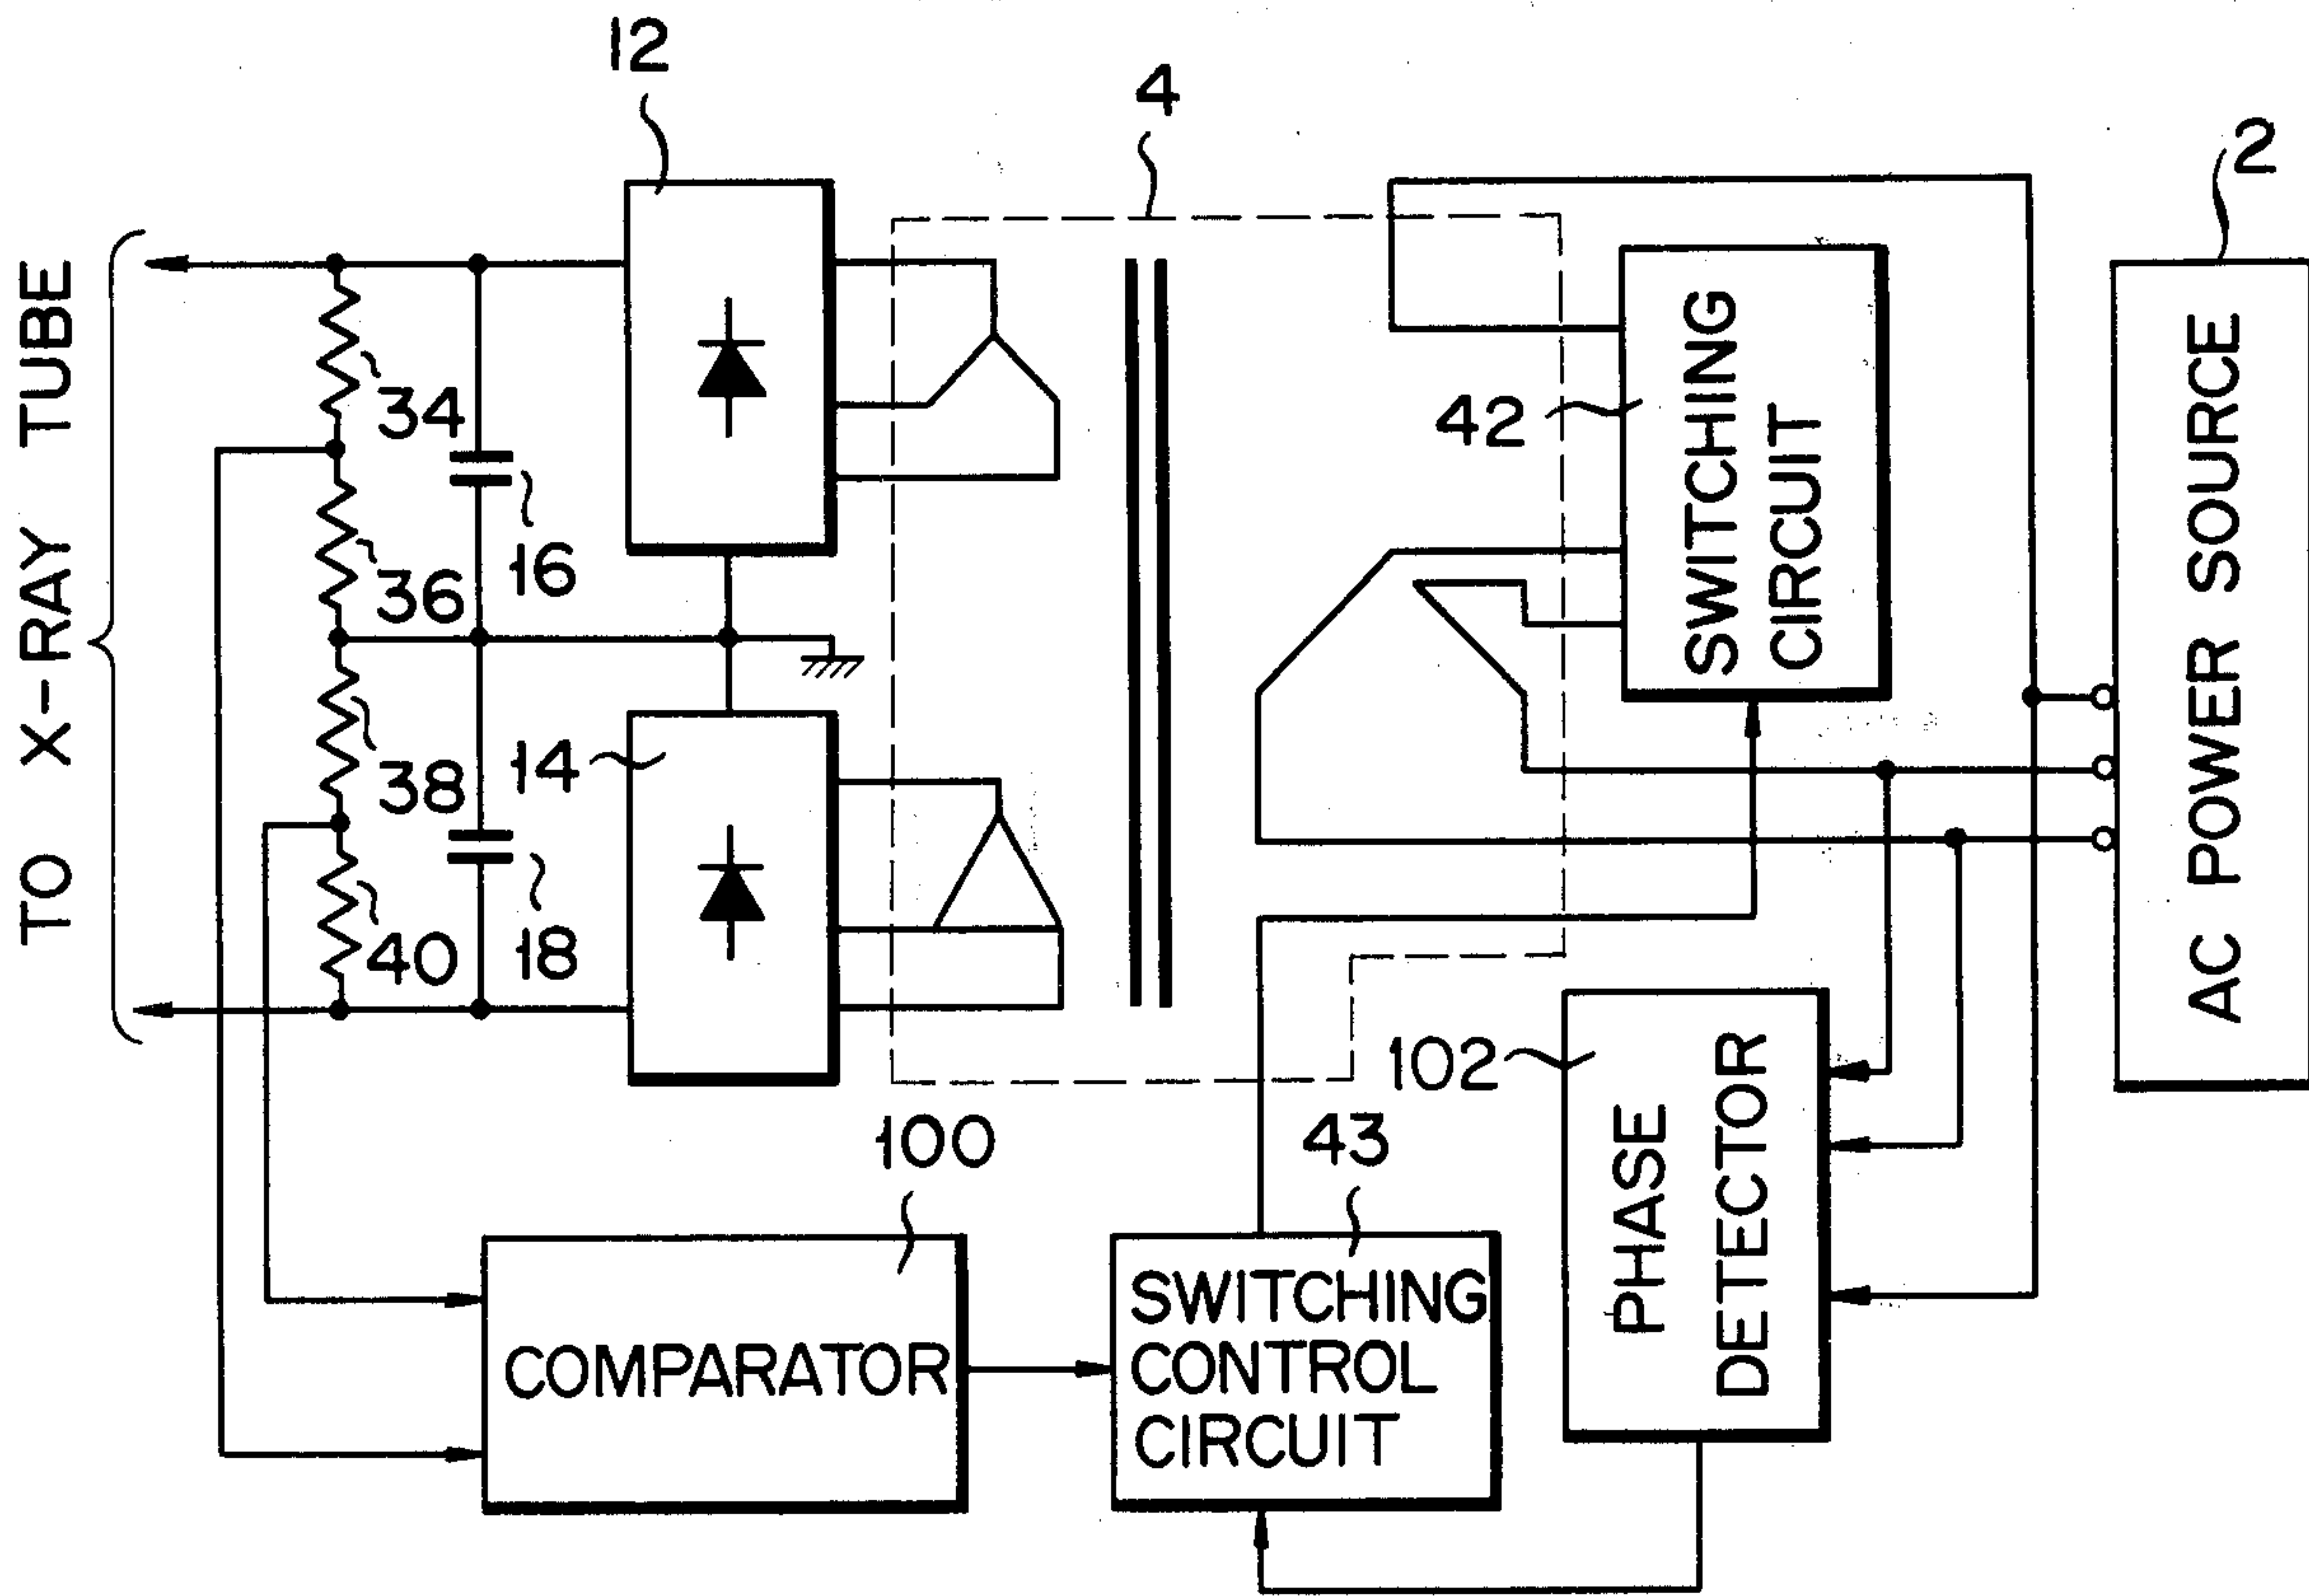 12
4
2
TO X-RAY TUBE
34
36
16
38
14
40
18
42
SWITCHING
CIRCUIT
AC POWER SOURCE
102
PHASE
DETECTOR
100
43
COMPARATOR
SWITCHING
CONTROL
CIRCUIT